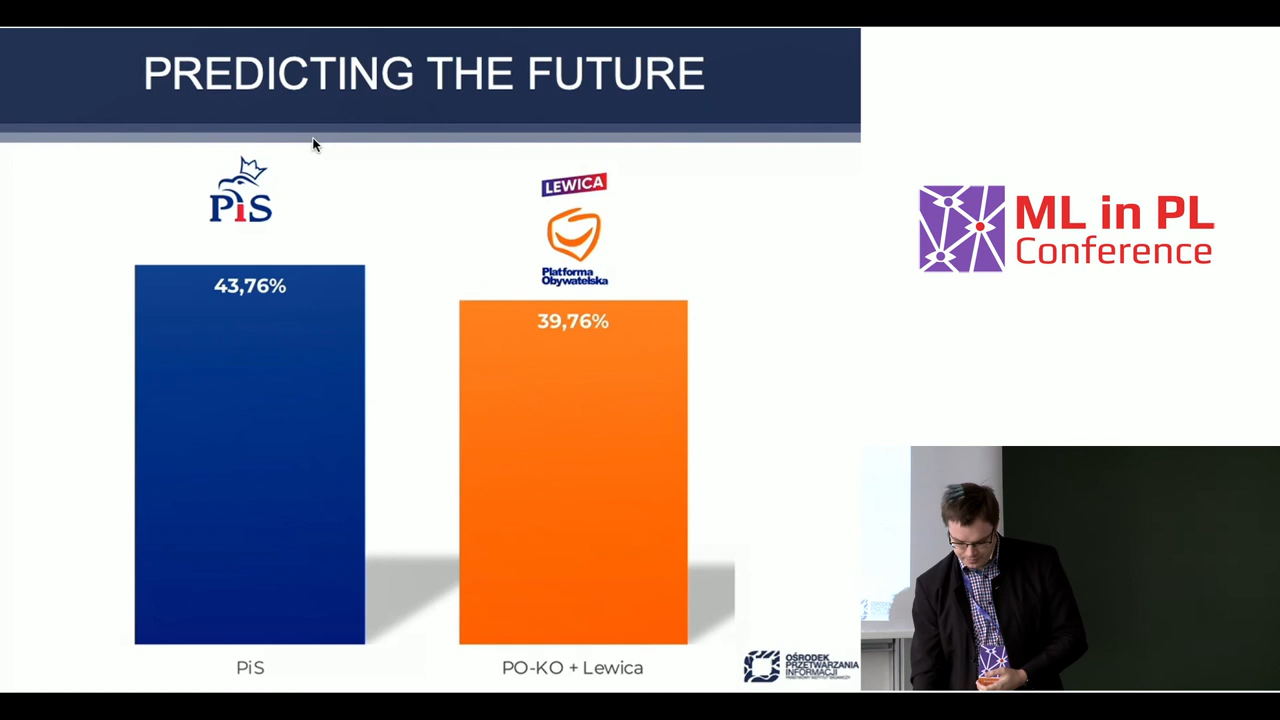 PREDICTING THE FUTURE
PiS
LEWICA
Platforma
Obywatelska
43,76%
39,76%
PiS
PO-KO + Lewica
OŚRODEK
PRZETWARZANIA
INFORMACJI
ML in PL
Conference